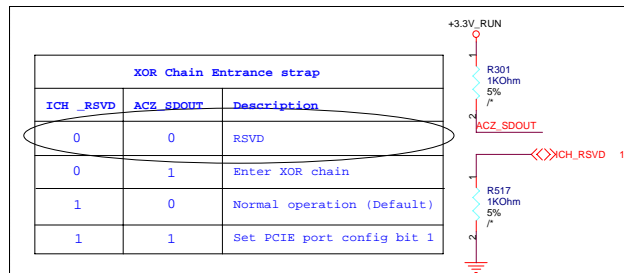 XOR Chain Entrance strap
ICH _RSVD ACZ_SDOUT Description
0 0 RSVD
0 1 Enter XOR chain
1 0 Normal operation (Default)
1 1 Set PCIE port config bit 1
+3.3V_RUN
1
R301
1KOhm
5%
/*
2
ACZ_SDOUT
ICH_RSVD 1
1
R517
1KOhm
5%
/*
2